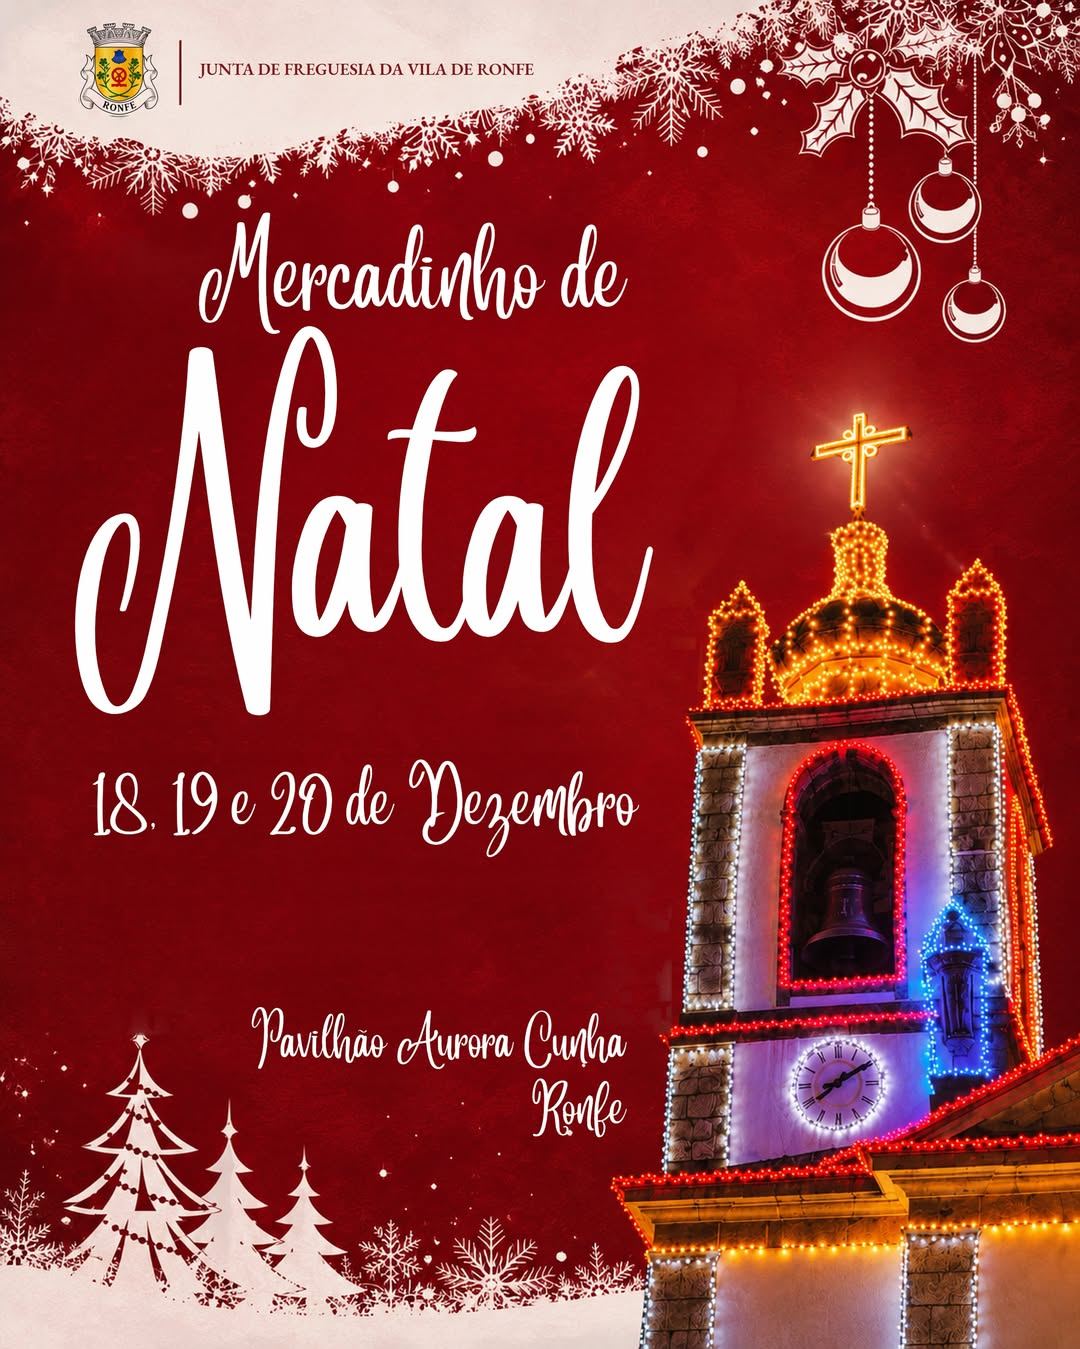 RONFE
JUNTA DE FREGUESIA DA VILA DE RONFE
Mercadinho de
Natal
18, 19 e 20 de Dezembro
Pavilhão Aurora Cunha
Ronfe